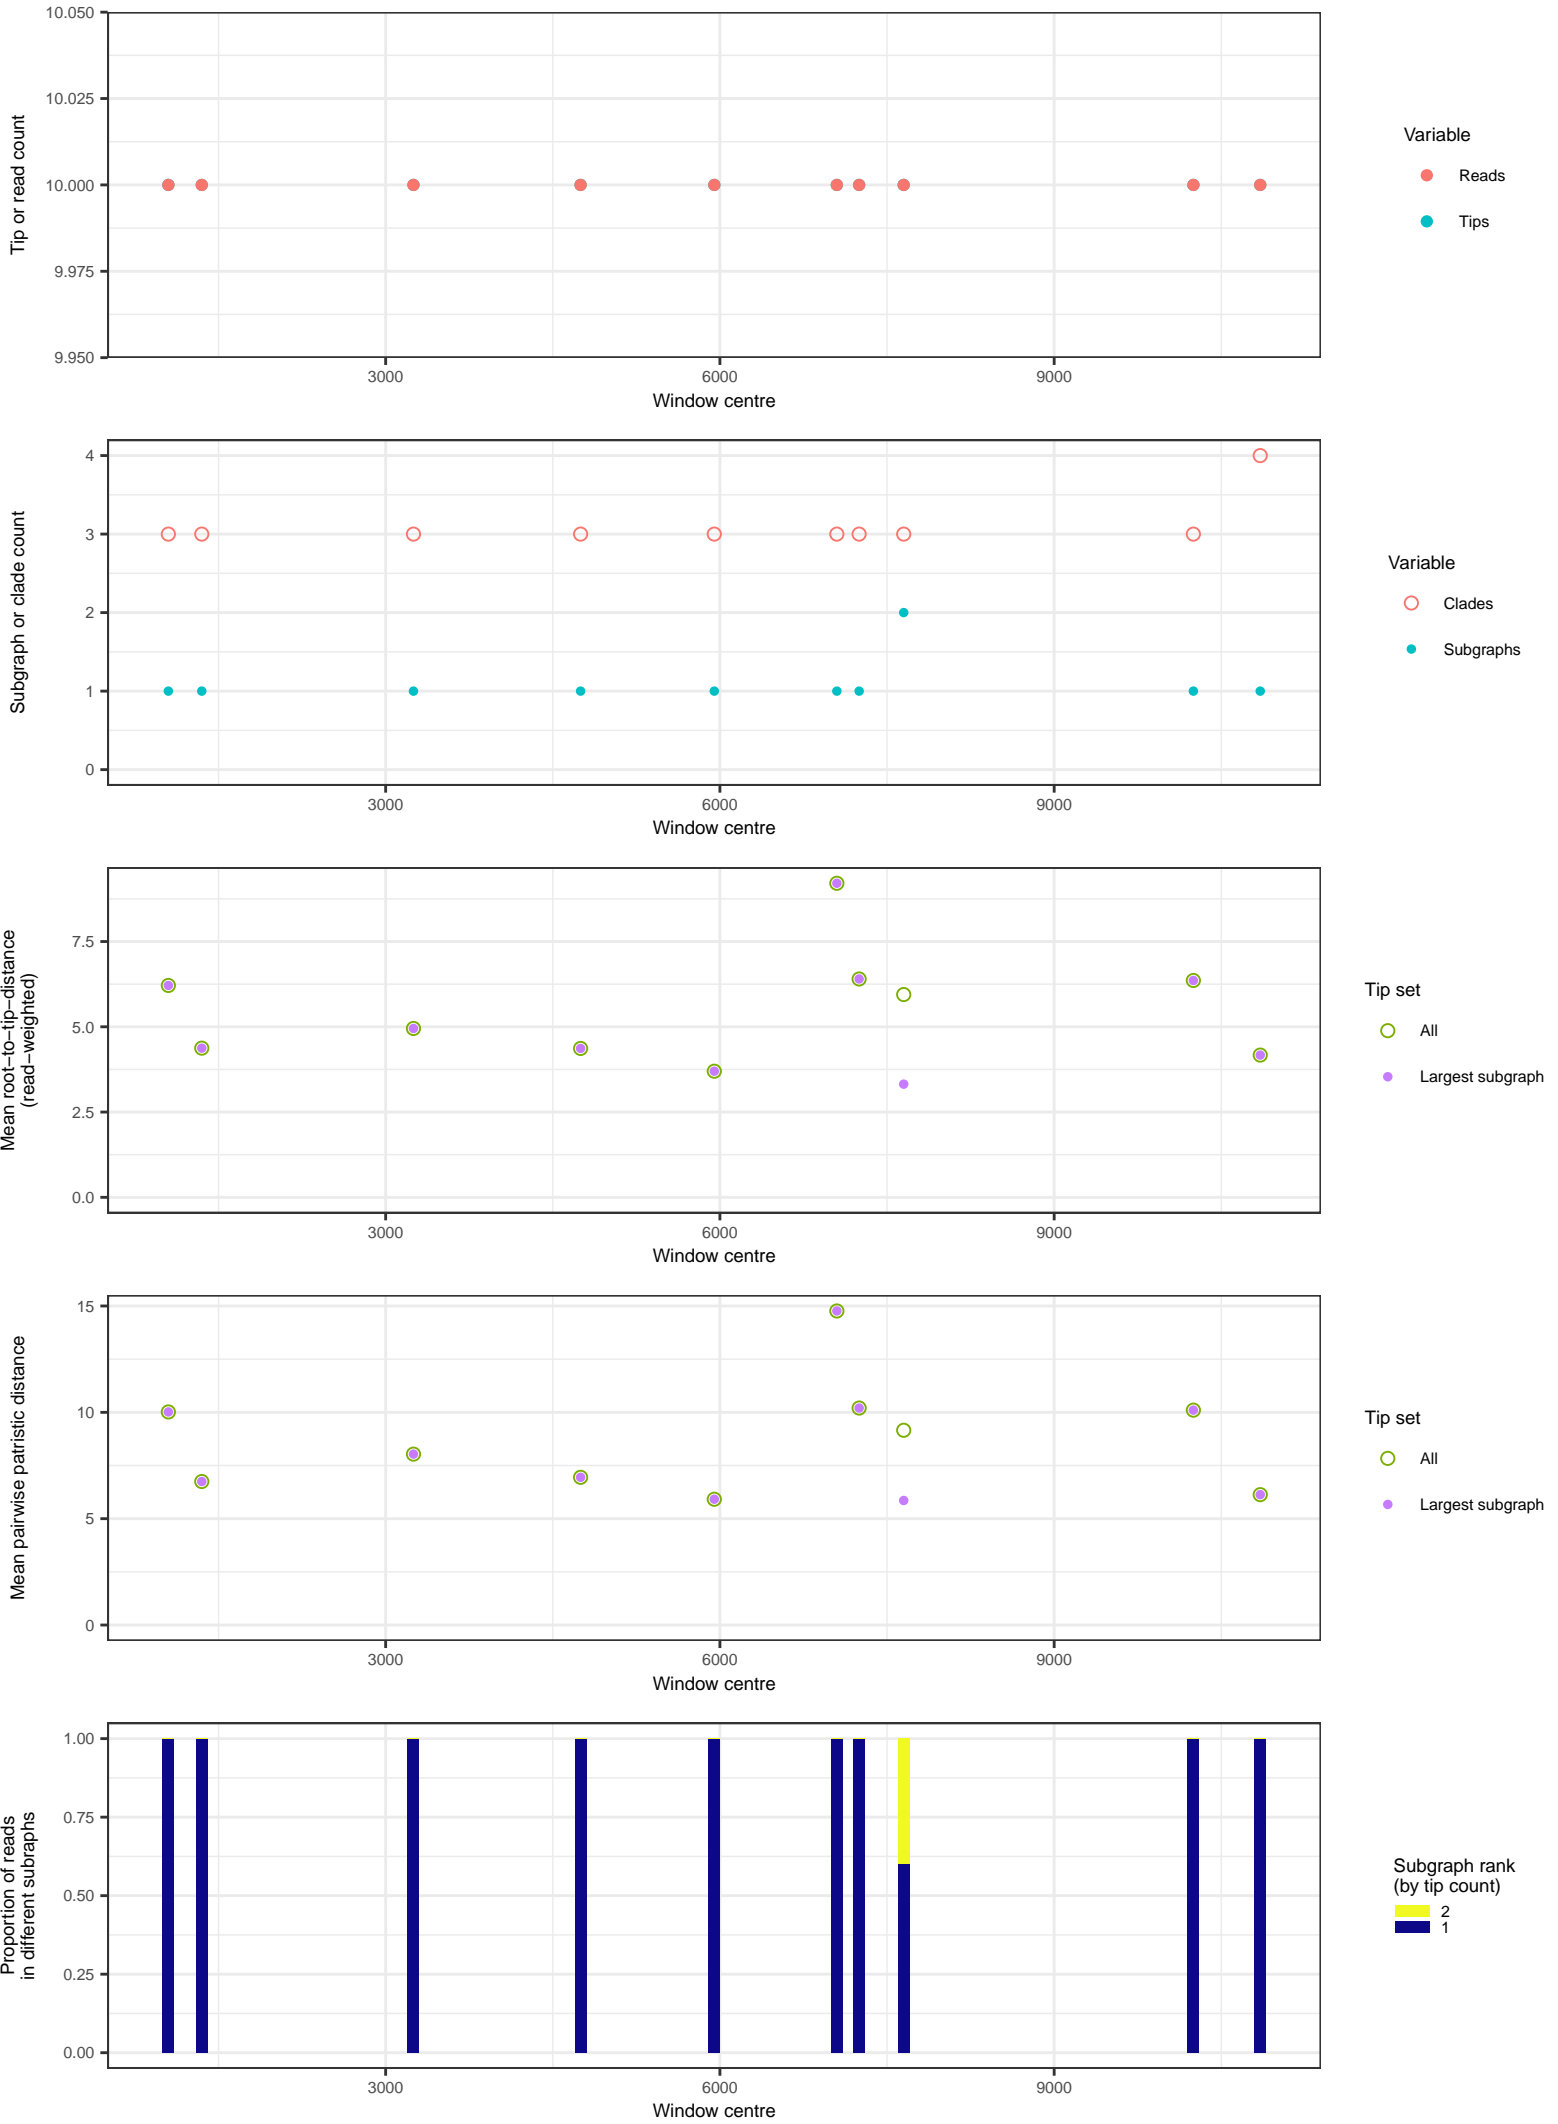 10.050
10.025
10.000
9.975
9.950
Tip or read count
3000 6000 9000
Window centre
Variable
Reads
Tips
4
3
2
1
0
Subgraph or clade count
3000 6000 9000
Window centre
Variable
Clades
Subgraphs
7.5
5.0
2.5
0.0
Mean root−to−tip−distance
(read−weighted)
3000 6000 9000
Window centre
Tip set
All
Largest subgraph
15
10
5
0
Mean pairwise patristic distance
3000 6000 9000
Window centre
Tip set
All
Largest subgraph
1.00
0.75
0.50
0.25
0.00
Proportion of reads
in different subraphs
3000 6000 9000
Window centre
Subgraph rank
(by tip count)
2
1